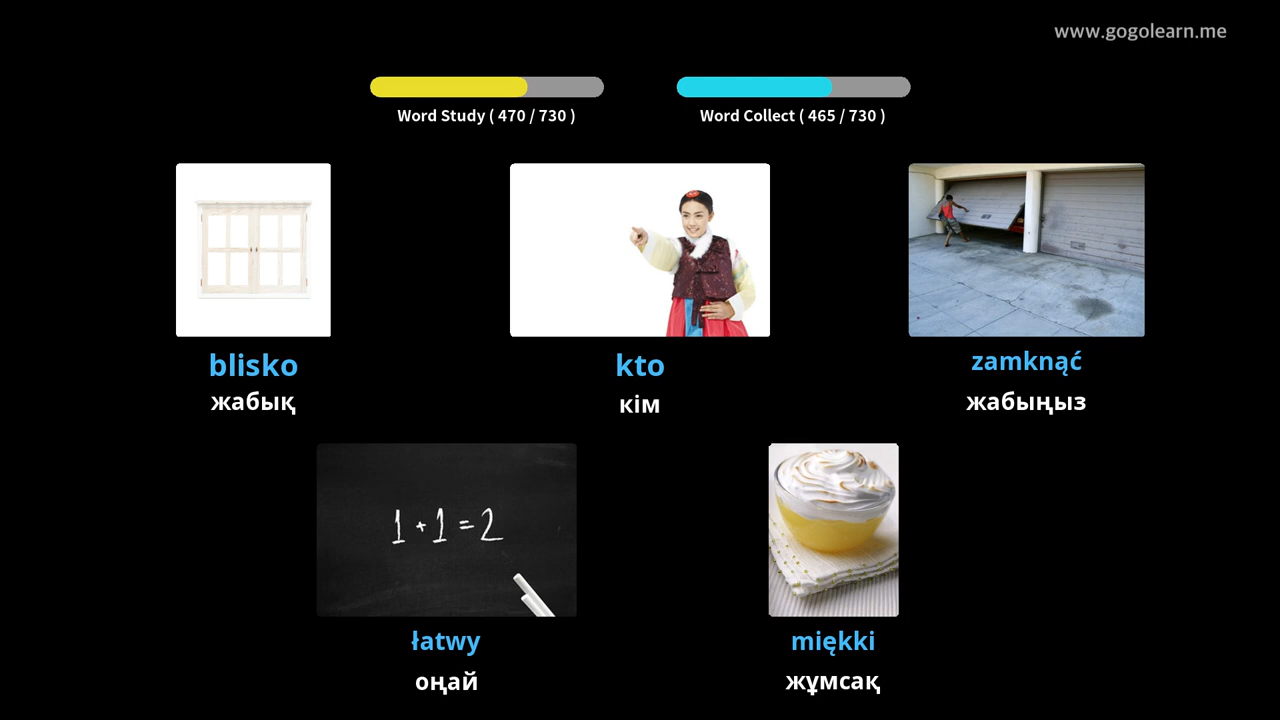 www.gogolearn.me
Word Study ( 470 / 730 )
Word Collect ( 465 / 730 )
blisko
жабық
kto
кім
zamknąć
жабыңыз
1 + 1 = 2
łatwy
оңай
miękki
жұмсақ